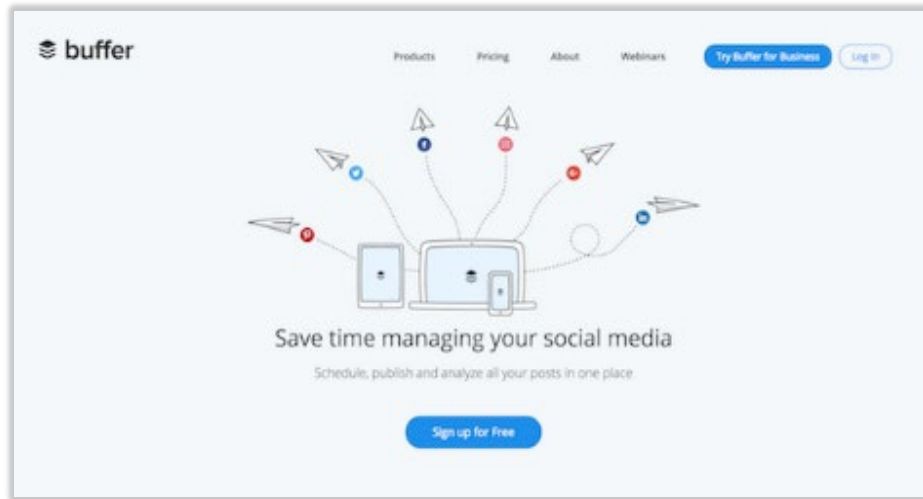 buffer
Products Pricing About Webinars Try Buffer for Business Log In
Save time managing your social media
Schedule, publish and analyze all your posts in one place
Sign up for Free